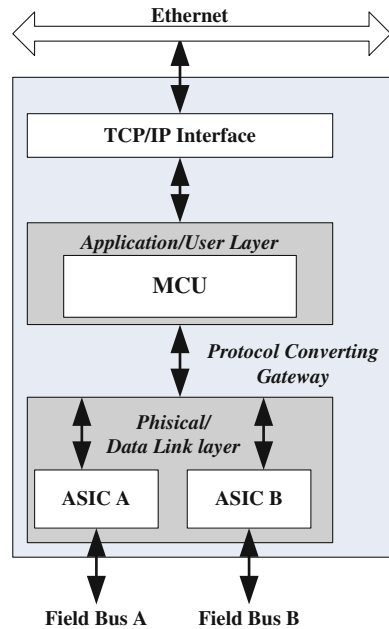 Ethernet
TCP/IP Interface
Application/User Layer
MCU
Protocol Converting
Gateway
Phisical/
Data Link layer
ASIC A
ASIC B
Field Bus A
Field Bus B